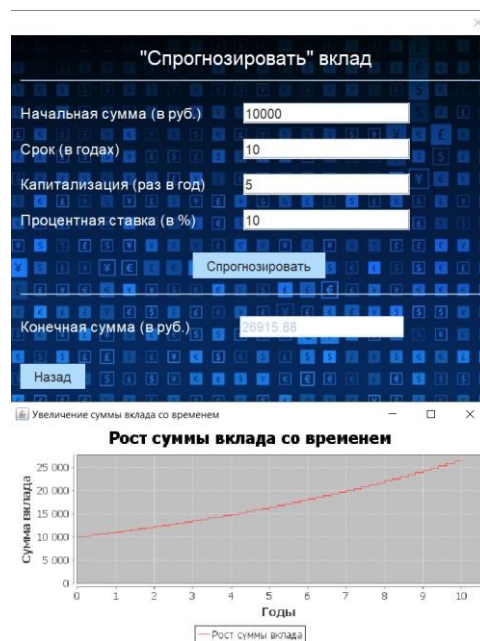 "Спрогнозировать" вклад
Начальная сумма (в руб.) 10000
Срок (в годах) 10
Капитализация (раз в год) 5
Процентная ставка (в %) 10
Спрогнозировать
Конечная сумма (в руб.) 26915.88
Назад
Увеличение суммы вклада со временем
Рост суммы вклада со временем
Сумма вклада
25 000
20 000
15 000
10 000
5 000
0
0 1 2 3 4 5 6 7 8 9 10
Годы
Рост суммы вклада